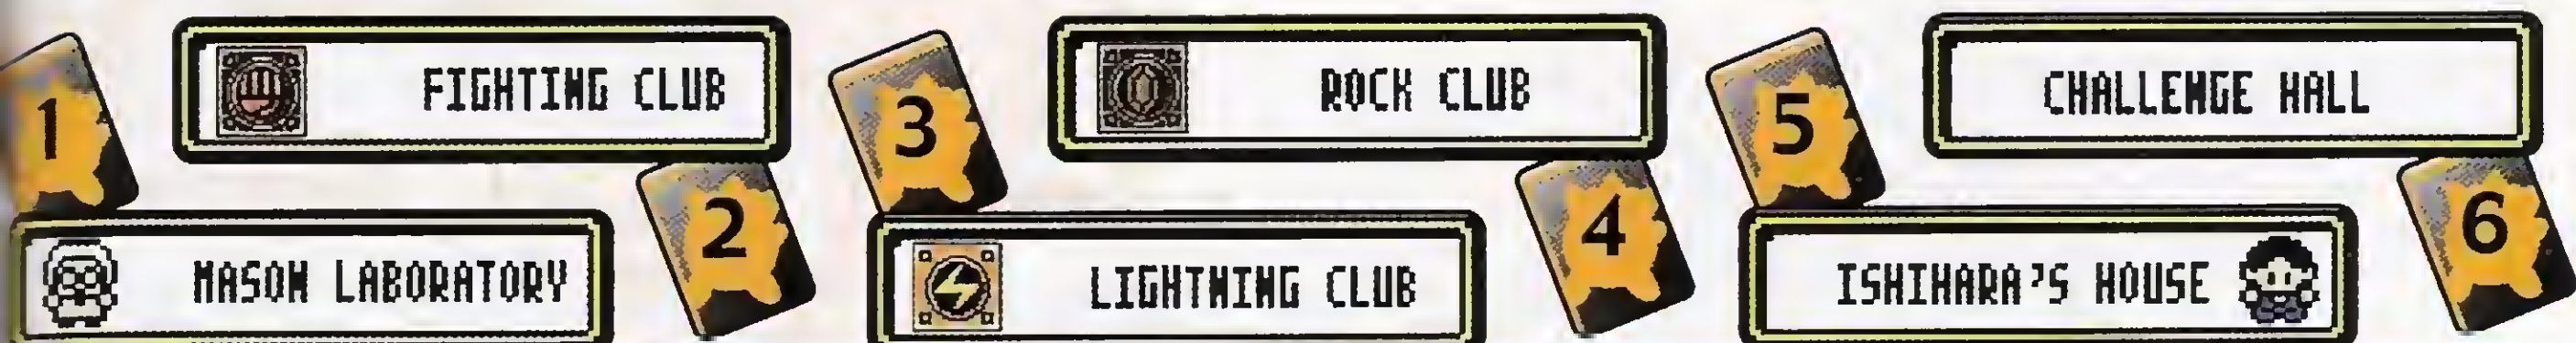 1
FIGHTING CLUB
3
ROCK CLUB
5
CHALLENGE HALL
MASON LABORATORY
2
LIGHTNING CLUB
4
ISHIHARA'S HOUSE
6